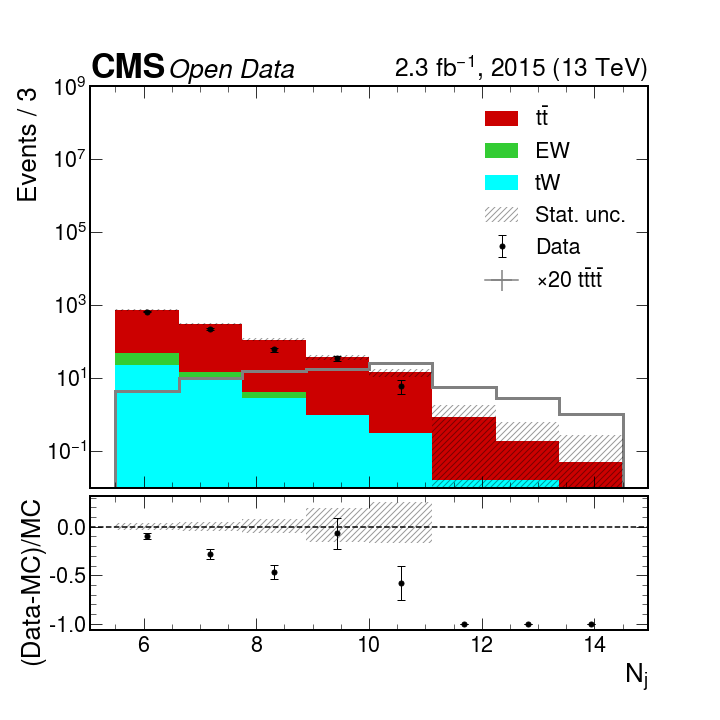 CMS Open Data 2.3 fb⁻¹, 2015 (13 TeV)
Events / 3
10⁹
10⁷
10⁵
10³
10¹
10⁻¹
tt̄
EW
tW
Stat. unc.
Data
×20 tt̄tt̄
(Data-MC)/MC
0.0
-0.5
-1.0
6 8 10 12 14
Nⱼ